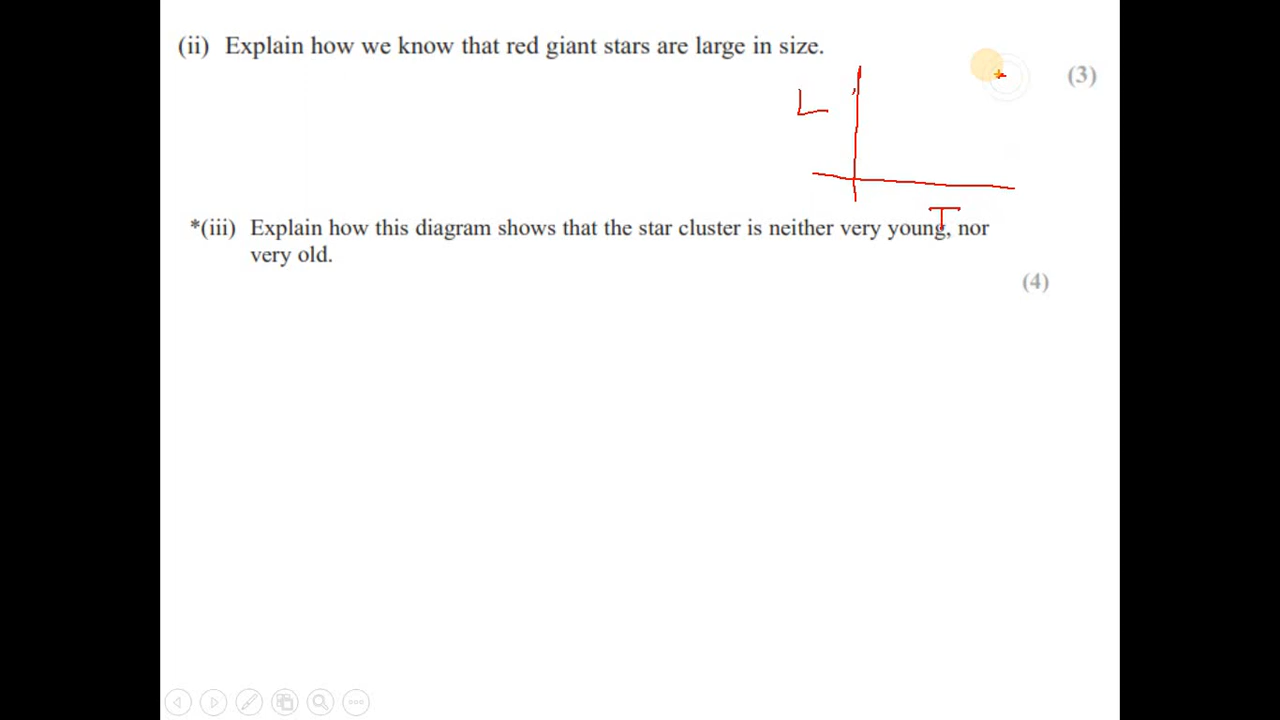 (ii) Explain how we know that red giant stars are large in size.
(3)
L
T
*(iii) Explain how this diagram shows that the star cluster is neither very young, nor
very old.
(4)